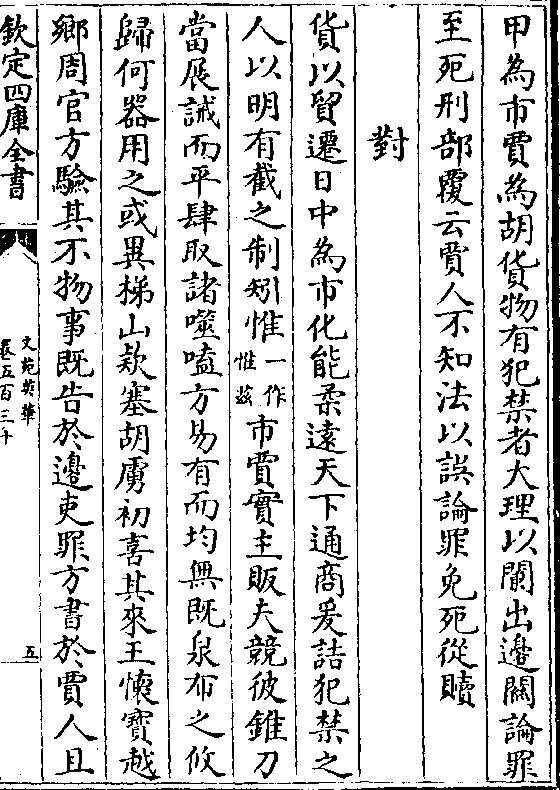 甲為市賈為胡貨物有犯禁者大理以闌出邊關論罪
至死刑部覆云賈人不知法以誤論罪免死從贖
對
貨以貿遷日中為市化能柔遠天下通商爰詰犯禁之
人以明有截之制矧惟一作惟茲市賈實主販夫競彼錐刀
當展誠而平肆取諸噬嗑方易有而均無既泉布之攸
歸何器用之或異梯山款塞胡虜初喜其來王懷寶越
鄉周官方驗其不物事既告於邊吏罪方書於賈人且
欽定四庫全書
文苑英華
卷五百三十
五